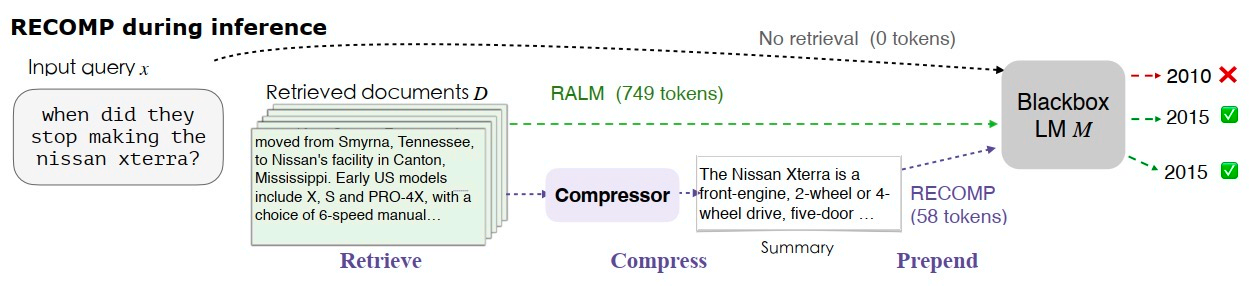 RECOMP during inference
No retrieval (0 tokens)
Input query x
when did they
stop making the
nissan xterra?
Retrieved documents D
moved from Smyrna, Tennessee,
to Nissan's facility in Canton,
Mississippi. Early US models
include X, S and PRO-4X, with a
choice of 6-speed manual…
RALM (749 tokens)
Compressor
The Nissan Xterra is a
front-engine, 2-wheel or 4-
wheel drive, five-door …
Summary
RECOMP
(58 tokens)
Blackbox
LM M
2010
2015
2015
Retrieve
Compress
Prepend